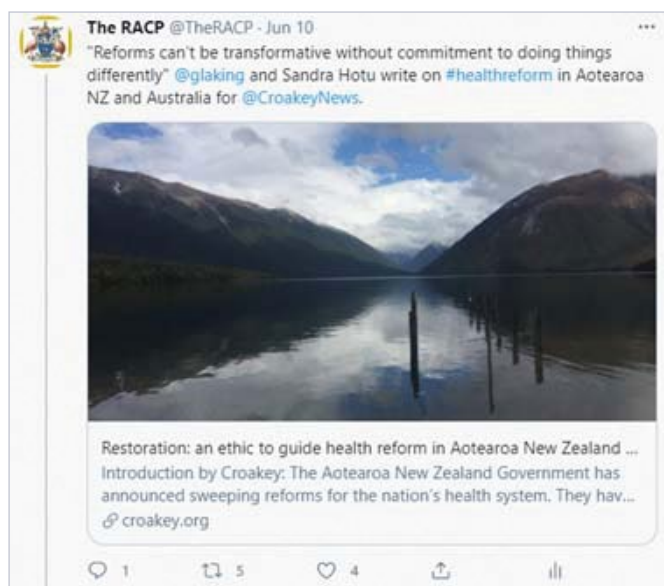 The RACP @TheRACP · Jun 10
"Reforms can't be transformative without commitment to doing things
differently" @glaking and Sandra Hotu write on #healthreform in Aotearoa
NZ and Australia for @CroakeyNews.
Restoration: an ethic to guide health reform in Aotearoa New Zealand ...
Introduction by Croakey: The Aotearoa New Zealand Government has
announced sweeping reforms for the nation's health system. They hav...
croakey.org
1 5 4